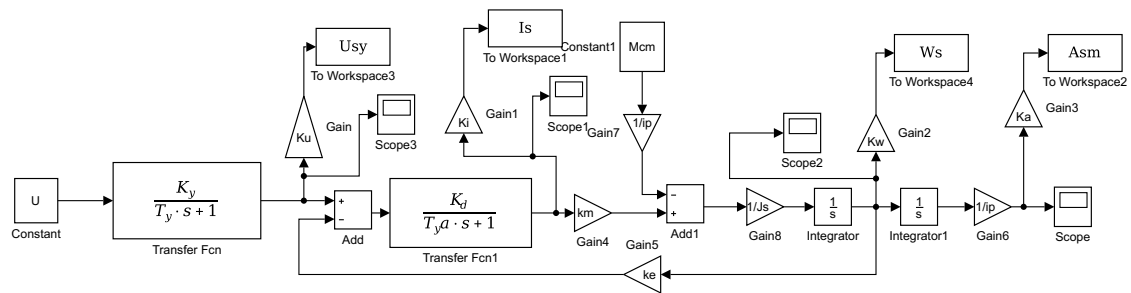 Usy
To Workspace3
Ku
Gain
Scope3
Is
To Workspace1
Ki
Gain1
Scope1
Constant1
Mcm
Gain7
1/ip
Scope2
Ws
To Workspace4
Kw
Gain2
Asm
To Workspace2
Ka
Gain3
U
Constant
K_y
T_y · s + 1
Transfer Fcn
+
−
Add
K_d
T_y a · s + 1
Transfer Fcn1
km
Gain4
−
+
Add1
1/Js
Gain8
1
s
Integrator
1
s
Integrator1
1/ip
Gain6
Scope
Gain5
ke